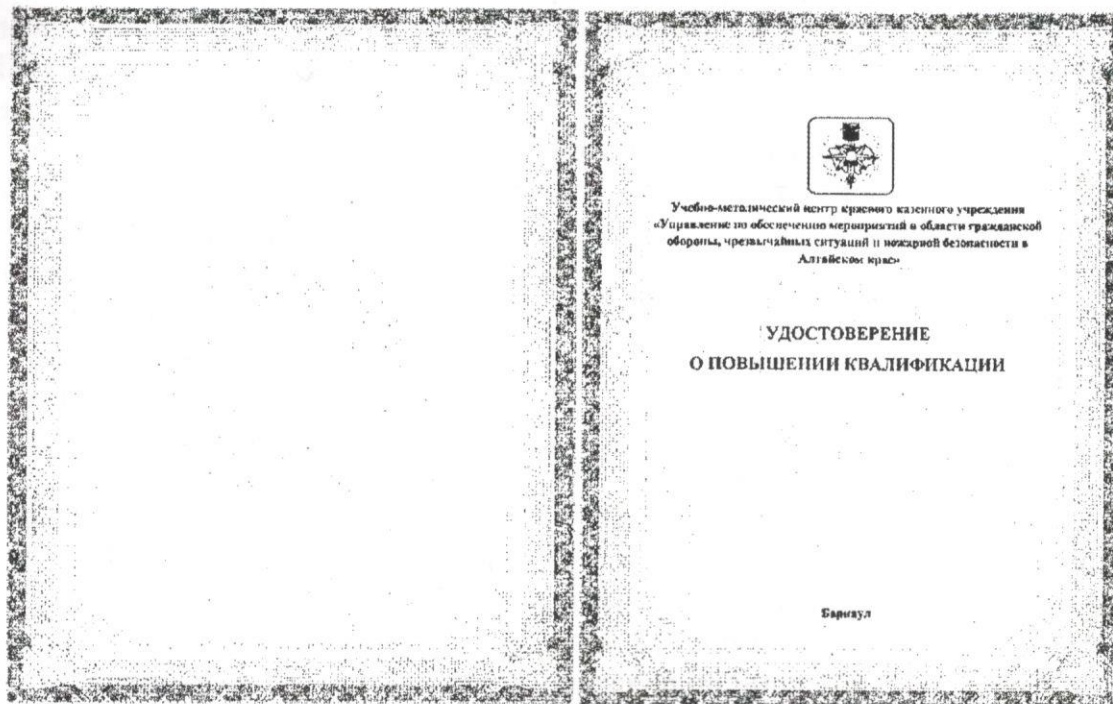 Учебно-методический центр краевого казенного учреждения
«Управление по обеспечению мероприятий в области гражданской
обороны, чрезвычайных ситуаций и пожарной безопасности в
Алтайском крае»
УДОСТОВЕРЕНИЕ
О ПОВЫШЕНИИ КВАЛИФИКАЦИИ
Барнаул